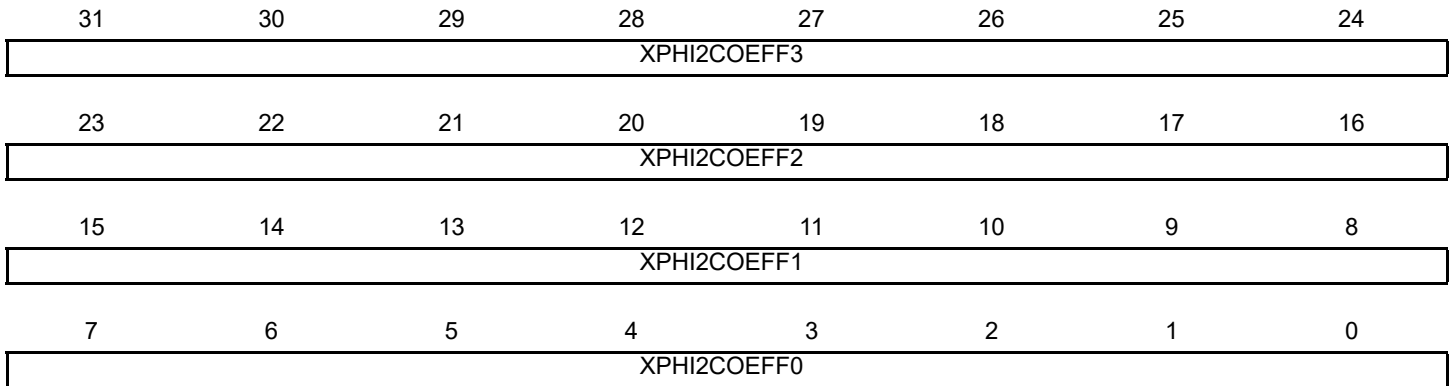 31 30 29 28 27 26 25 24
XPHI2COEFF3
23 22 21 20 19 18 17 16
XPHI2COEFF2
15 14 13 12 11 10 9 8
XPHI2COEFF1
7 6 5 4 3 2 1 0
XPHI2COEFF0